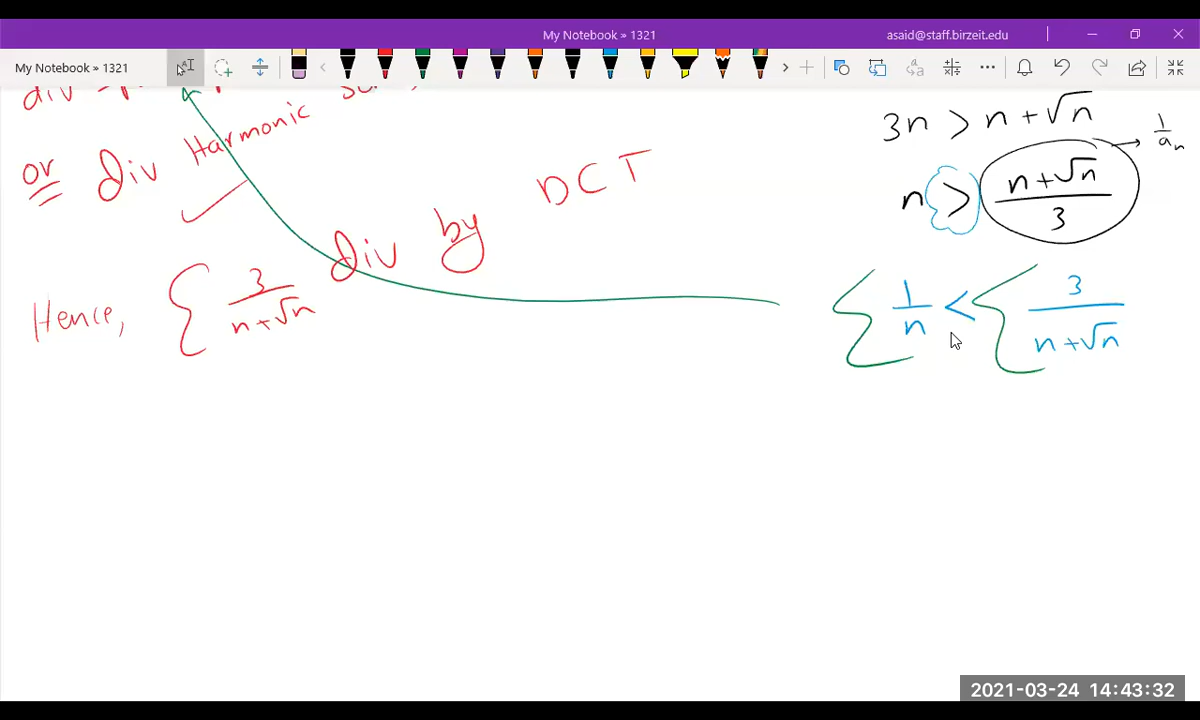 My Notebook » 1321
asaid@staff.birzeit.edu
My Notebook » 1321
div
or div Harmonic
DCT
div by
Hence, Σ 3/(n+√n)
3n > n+√n
n > (n+√n)/3 → 1/aₙ
Σ 1/n < Σ 3/(n+√n)
2021-03-24 14:43:32